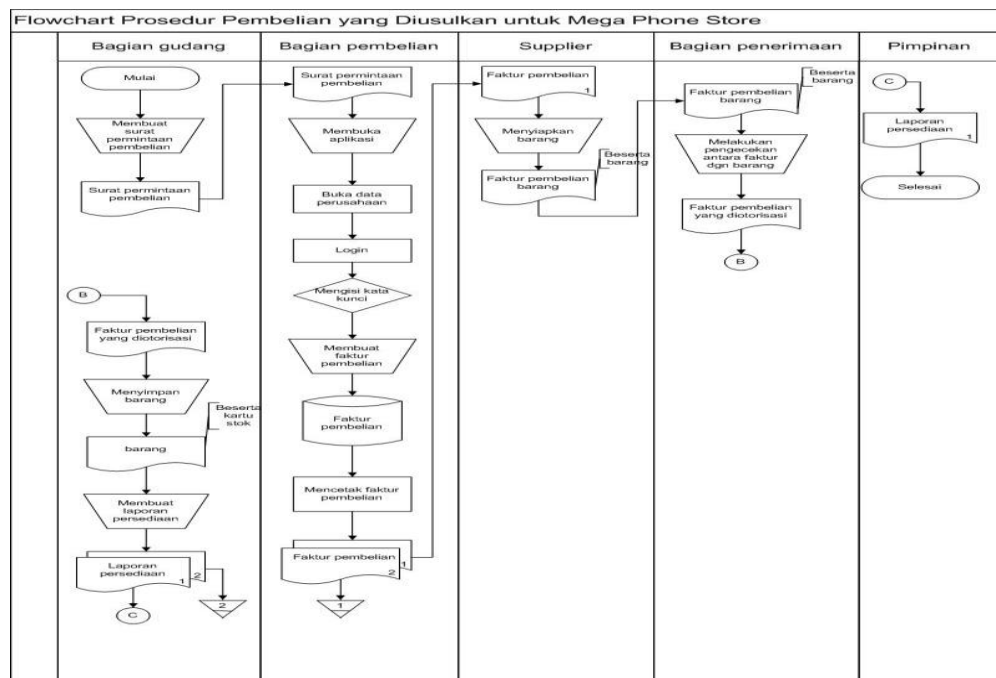 Flowchart Prosedur Pembelian yang Diusulkan untuk Mega Phone Store
Bagian gudang
Bagian pembelian
Supplier
Bagian penerimaan
Pimpinan
Mulai
Membuat
surat
permintaan
pembelian
Surat permintaan
pembelian
B
Faktur pembelian
yang diotorisasi
Menyimpan
barang
Beserta
kartu
stok
barang
Membuat
laporan
persediaan
Laporan
persediaan
1
2
C
2
Surat permintaan
pembelian
Membuka
aplikasi
Buka data
perusahaan
Login
Mengisi kata
kunci
Membuat
faktur
pembelian
Faktur
pembelian
Mencetak faktur
pembelian
Faktur pembelian
1
2
1
Faktur pembelian
1
Menyiapkan
barang
Beserta
barang
Faktur pembelian
barang
Beserta
barang
Faktur pembelian
barang
Melakukan
pengecekan
antara faktur
dgn barang
Faktur pembelian
yang diotorisasi
B
C
Laporan
persediaan
1
Selesai